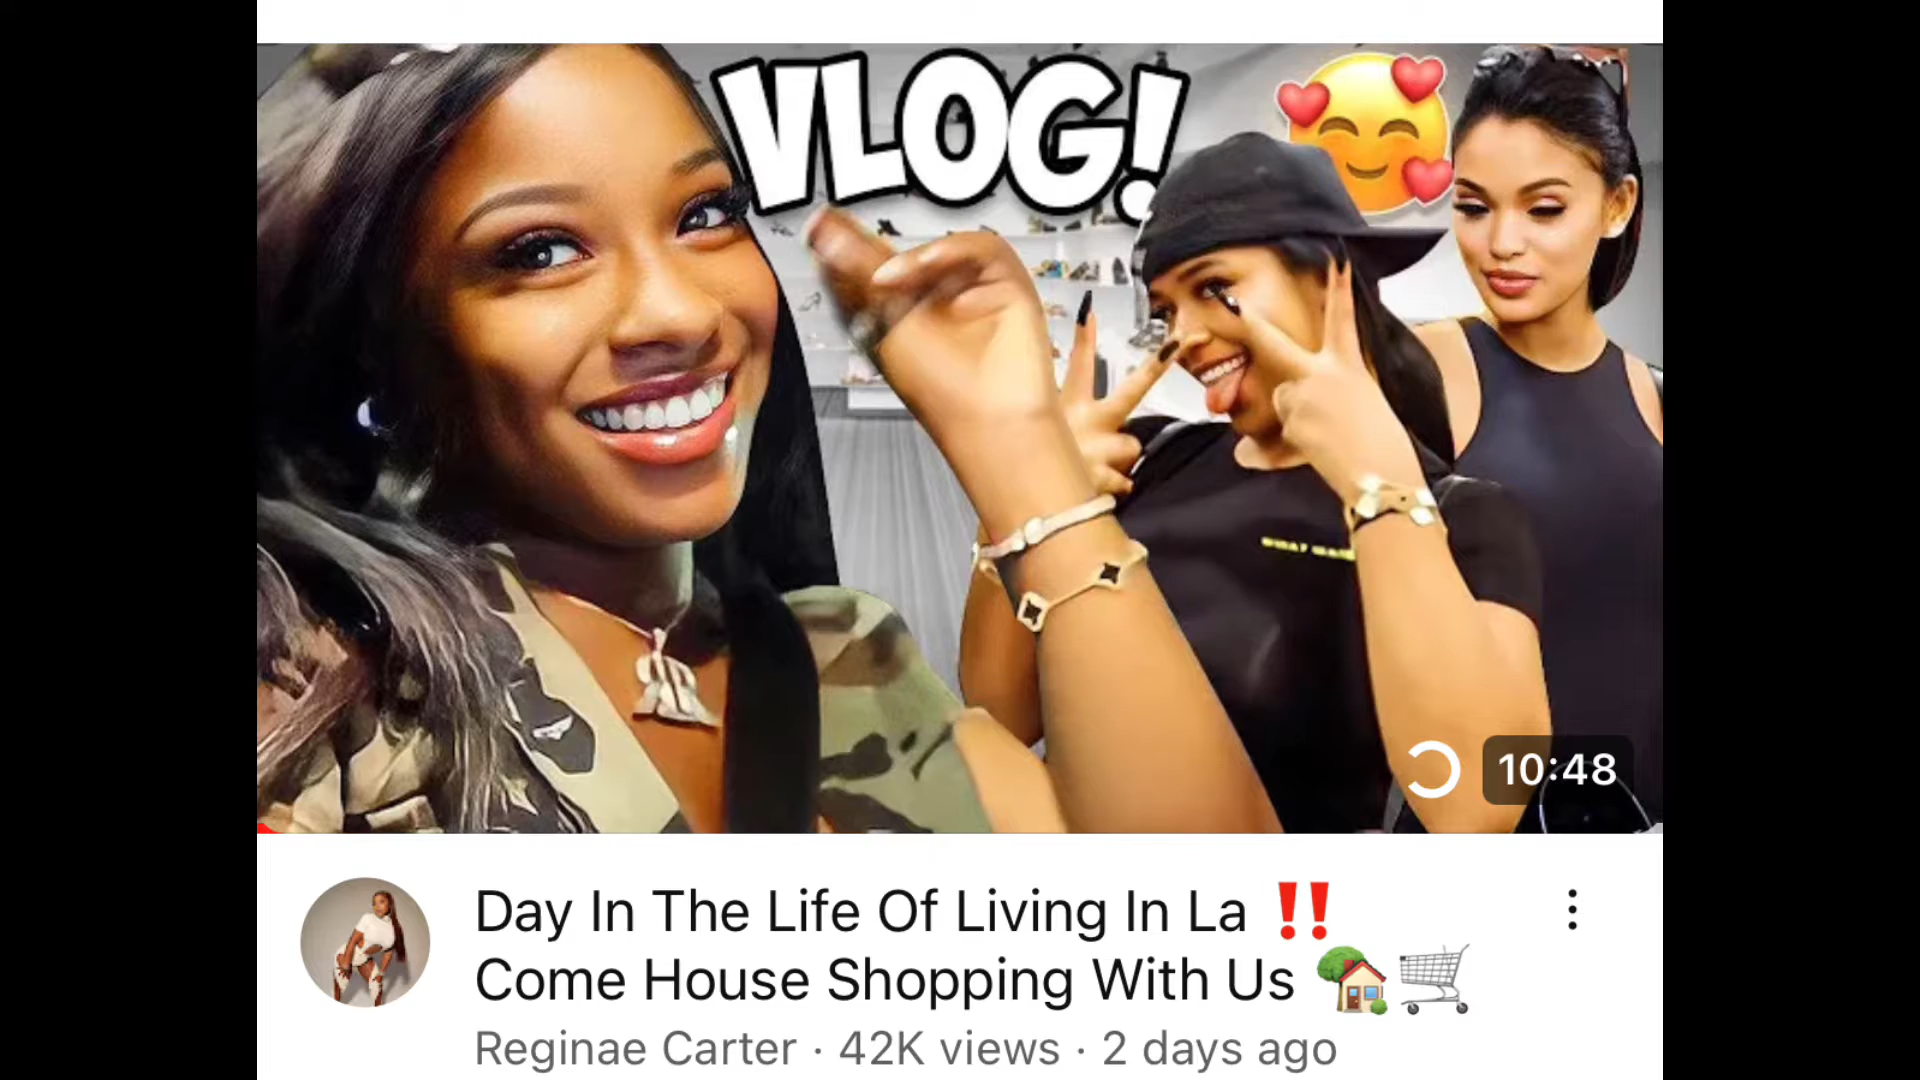 VLOG!
10:48
Day In The Life Of Living In La ‼️
Come House Shopping With Us 🏡🛒
Reginae Carter · 42K views · 2 days ago